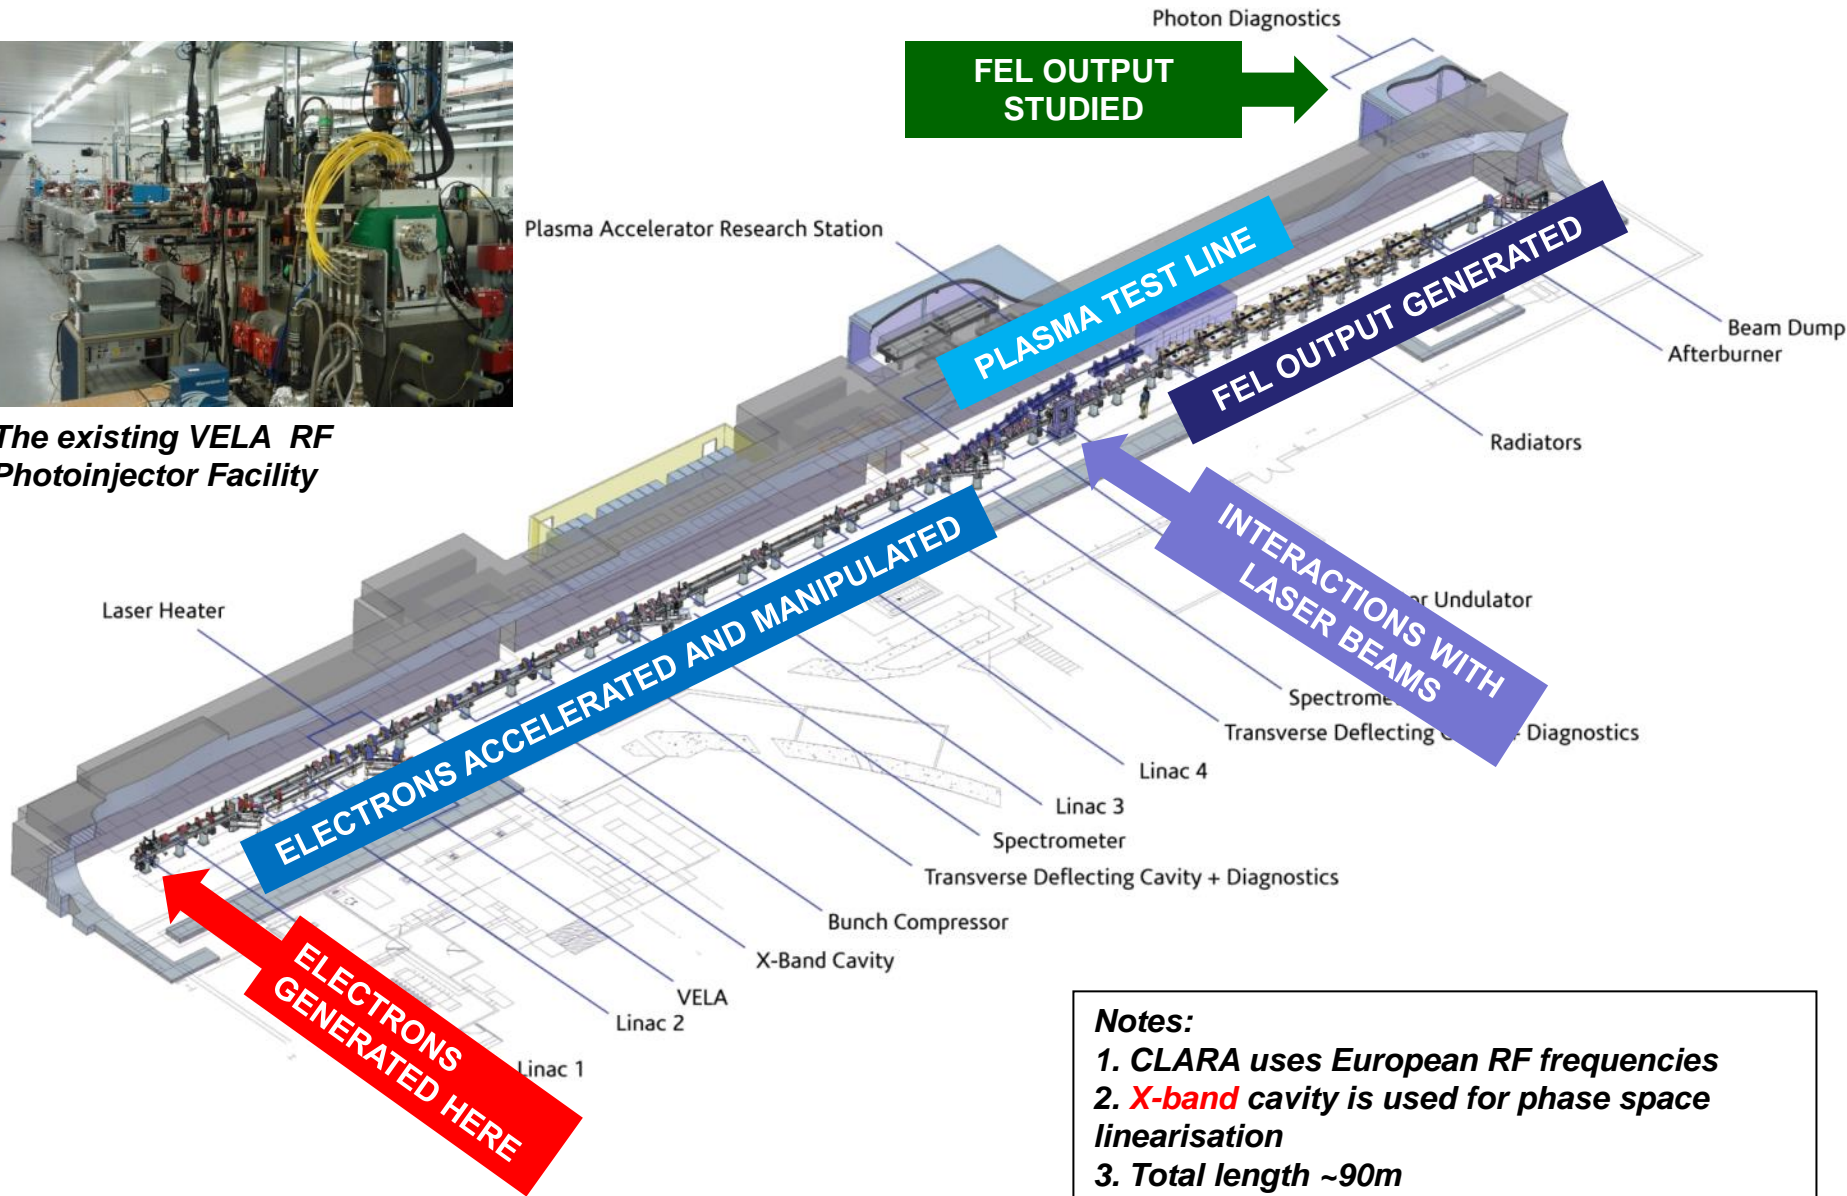 Photon Diagnostics
FEL OUTPUT
STUDIED
Plasma Accelerator Research Station
PLASMA TEST LINE
FEL OUTPUT GENERATED
Beam Dump
Afterburner
The existing VELA RF
Photoinjector Facility
Radiators
INTERACTIONS WITH
LASER BEAMS
Undulator
Laser Heater
ELECTRONS ACCELERATED AND MANIPULATED
Transverse Deflecting + Diagnostics
Linac 4
Linac 3
Spectrometer
Transverse Deflecting Cavity + Diagnostics
Bunch Compressor
X-Band Cavity
VELA
Linac 2
Linac 1
ELECTRONS
GENERATED HERE
Notes:
1. CLARA uses European RF frequencies
2. X-band cavity is used for phase space
linearisation
3. Total length ~90m